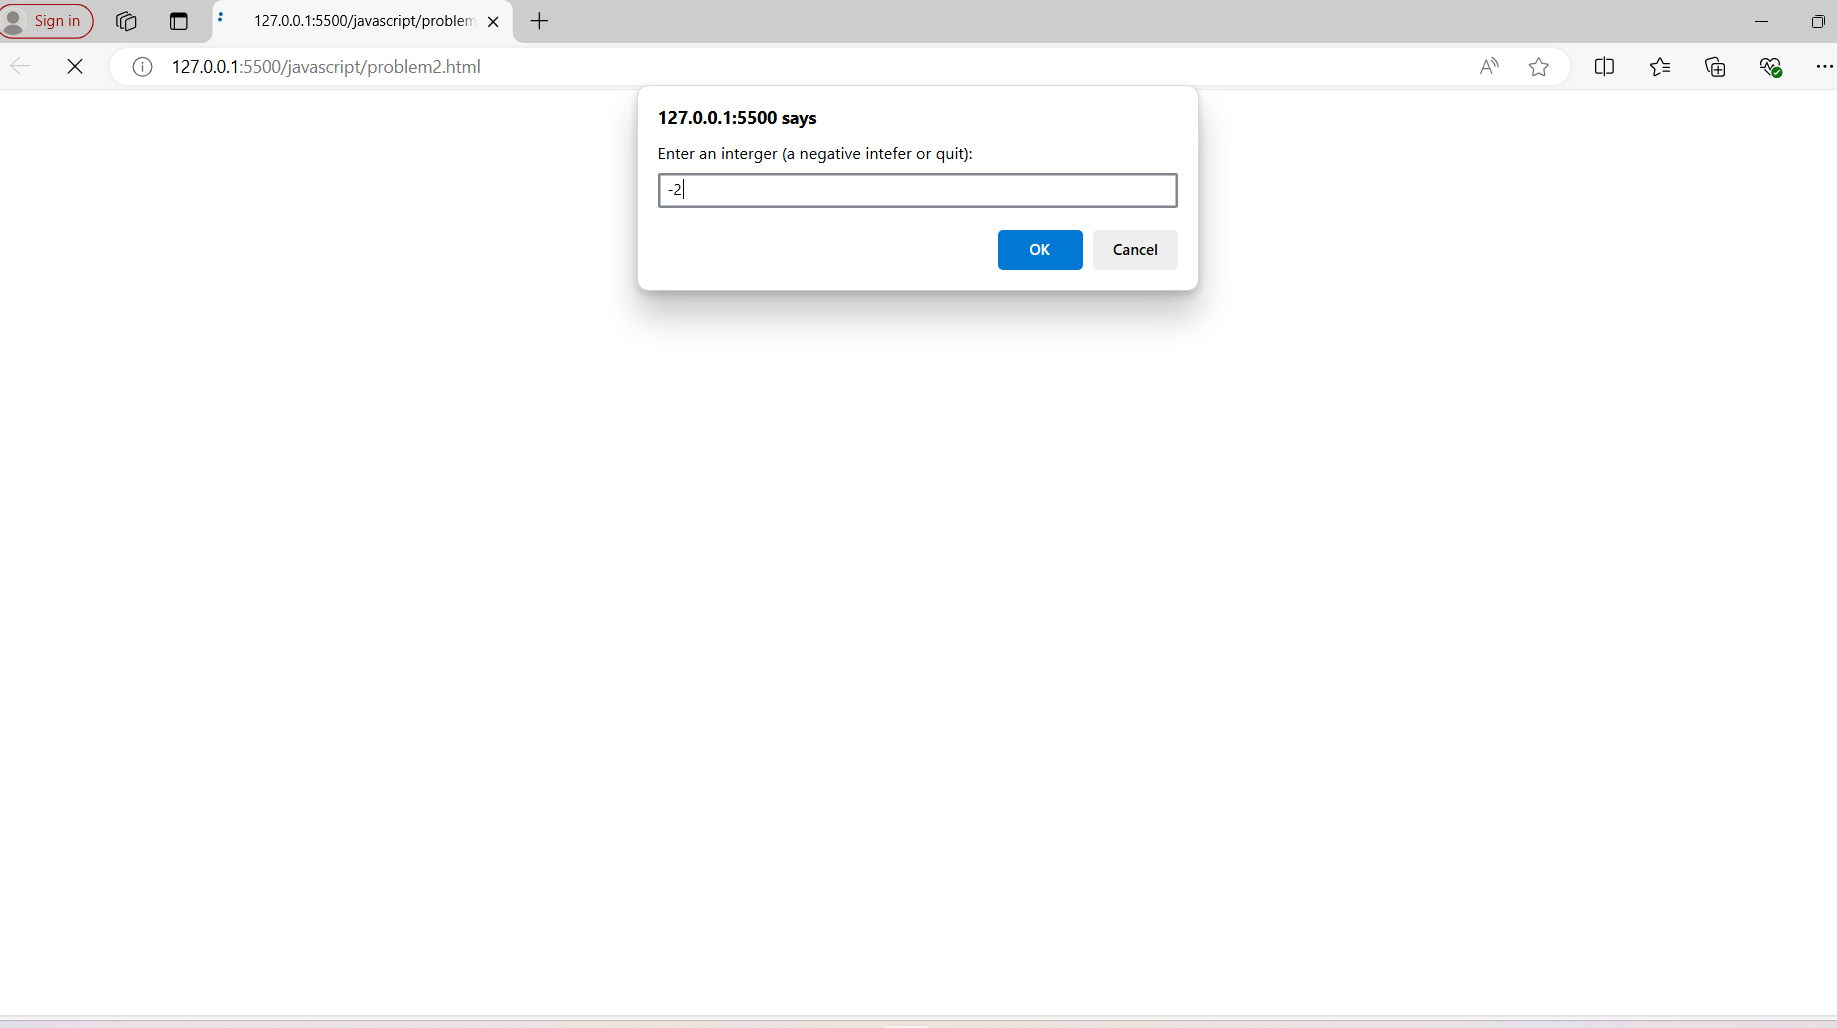 Sign in
127.0.0.1:5500/javascript/problem
127.0.0.1:5500/javascript/problem2.html
127.0.0.1:5500 says
Enter an interger (a negative intefer or quit):
-2
OK Cancel